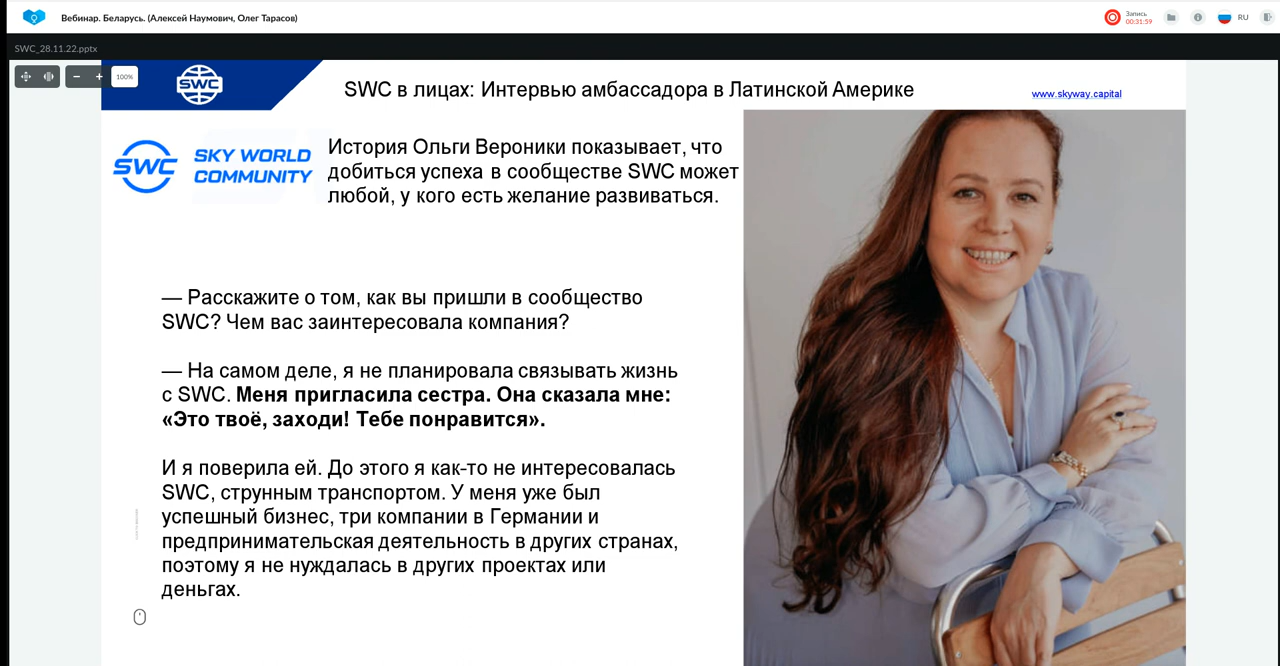 Вебинар. Беларусь. (Алексей Наумович, Олег Тарасов)
Запись
00:31:59
RU
SWC_28.11.22.pptx
100%
SWC
SWC в лицах: Интервью амбассадора в Латинской Америке
www.skyway.capital
SWC
SKY WORLD
COMMUNITY
История Ольги Вероники показывает, что
добиться успеха в сообществе SWC может
любой, у кого есть желание развиваться.
— Расскажите о том, как вы пришли в сообщество
SWC? Чем вас заинтересовала компания?
— На самом деле, я не планировала связывать жизнь
с SWC. Меня пригласила сестра. Она сказала мне:
«Это твоё, заходи! Тебе понравится».
И я поверила ей. До этого я как-то не интересовалась
SWC, струнным транспортом. У меня уже был
успешный бизнес, три компании в Германии и
предпринимательская деятельность в других странах,
поэтому я не нуждалась в других проектах или
деньгах.